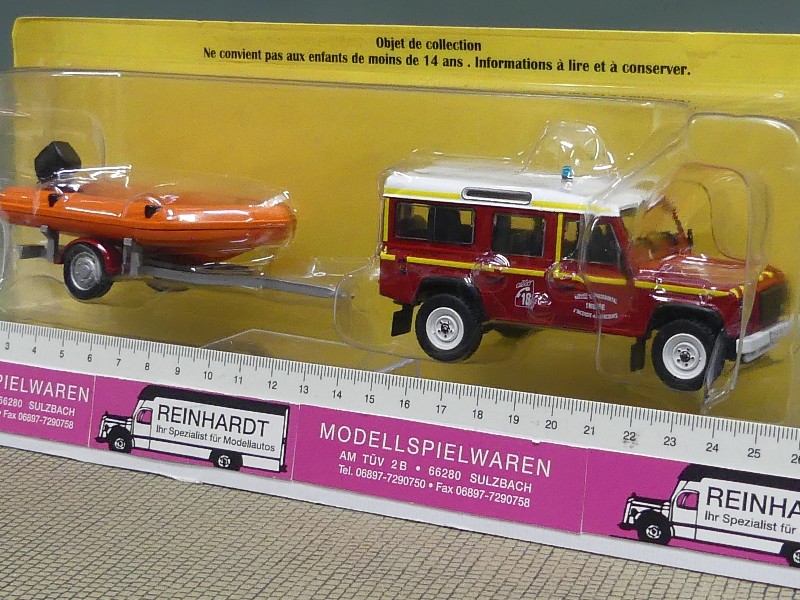 Objet de collection
Ne convient pas aux enfants de moins de 14 ans . Informations à lire et à conserver.
18
3 4 5 6 7 8 9 10 11 12 13 14 15 16 17 18 19 20 21 22 23 24 25 26
PIELWAREN
66280 SULZBACH
Fax 06897-7290758
REINHARDT
Ihr Spezialist für Modellautos
MODELLSPIELWAREN
AM TÜV 2B • 66280 SULZBACH
Tel. 06897-7290750 • Fax 06897-7290758
REINHA
Ihr Spezialist für